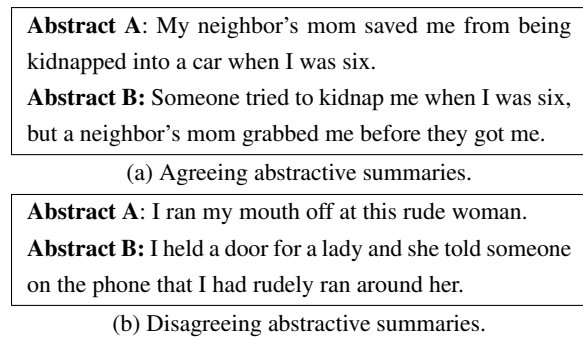 Abstract A: My neighbor's mom saved me from being
kidnapped into a car when I was six.
Abstract B: Someone tried to kidnap me when I was six,
but a neighbor's mom grabbed me before they got me.
(a) Agreeing abstractive summaries.
Abstract A: I ran my mouth off at this rude woman.
Abstract B: I held a door for a lady and she told someone
on the phone that I had rudely ran around her.
(b) Disagreeing abstractive summaries.